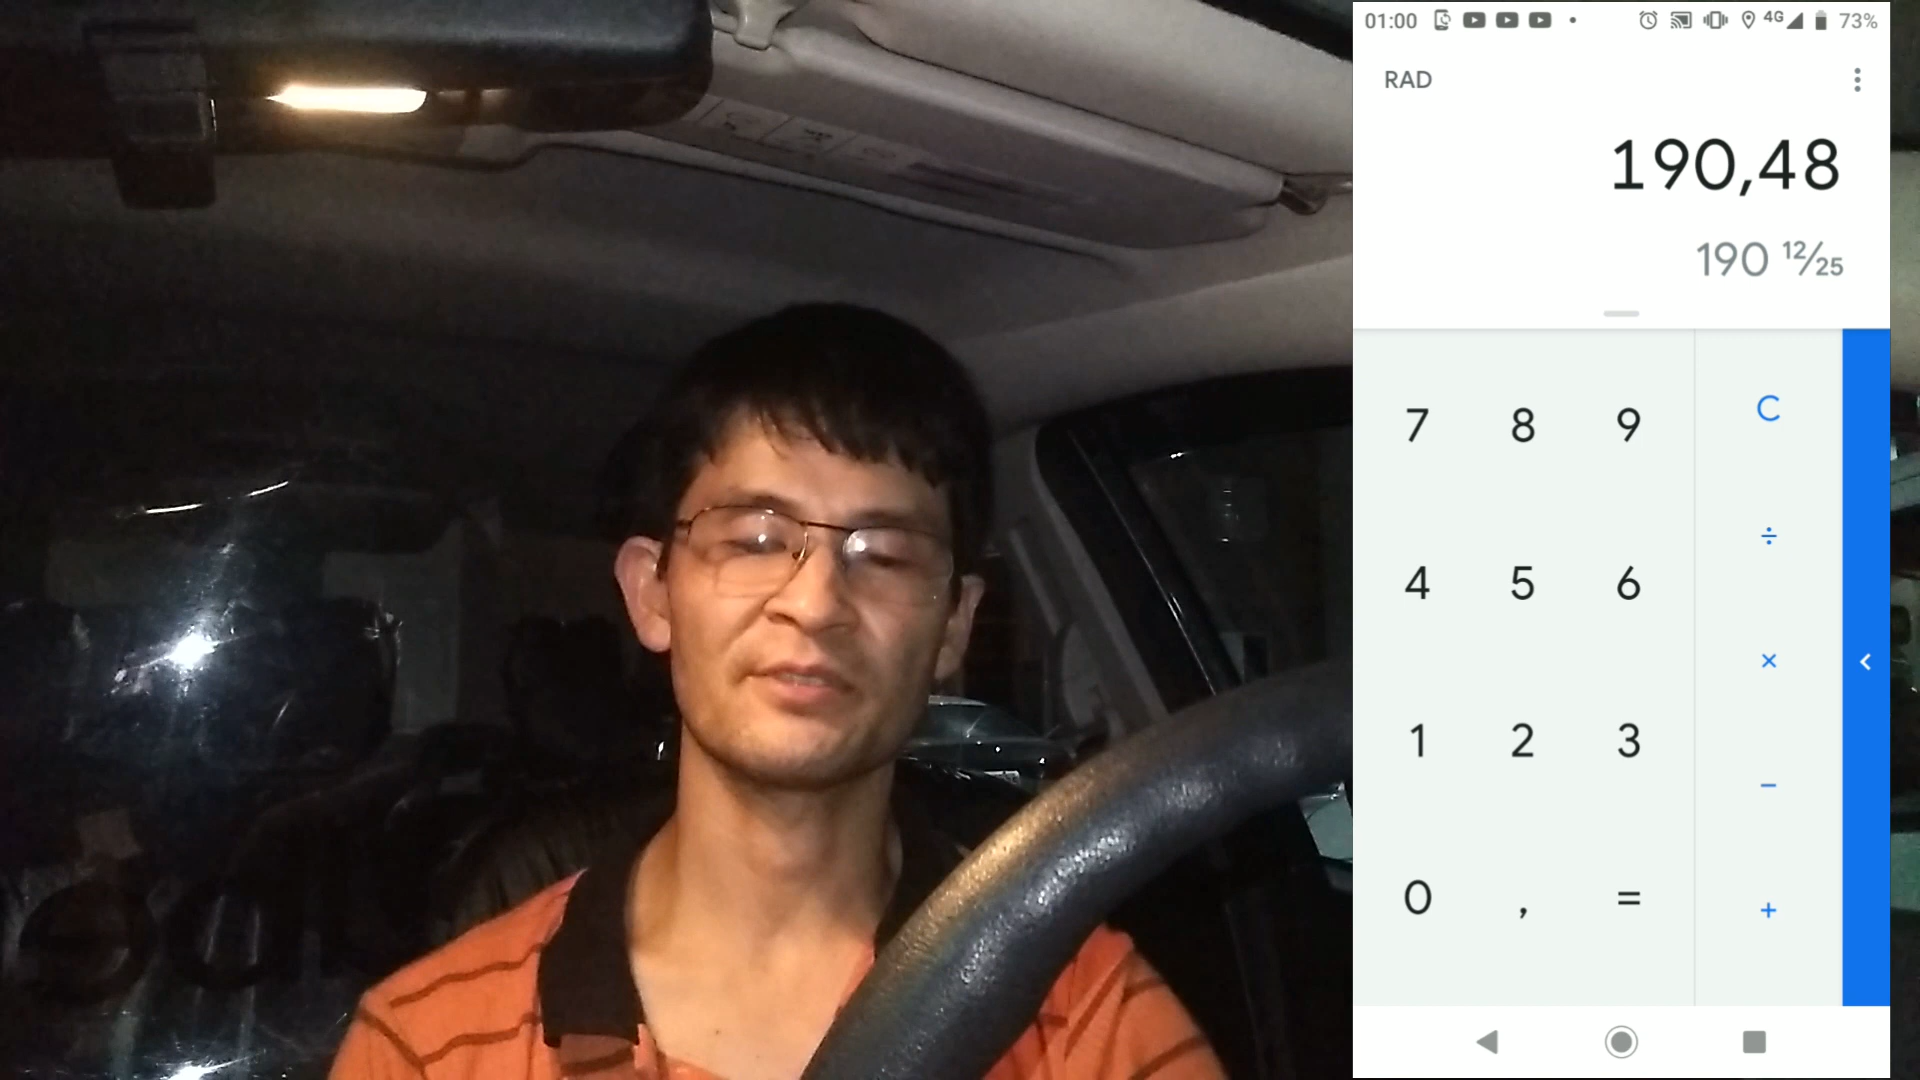 01:00 4G 73%
RAD
190,48
190 12/25
7 8 9 C
÷
4 5 6
×
1 2 3
−
0 , =
+